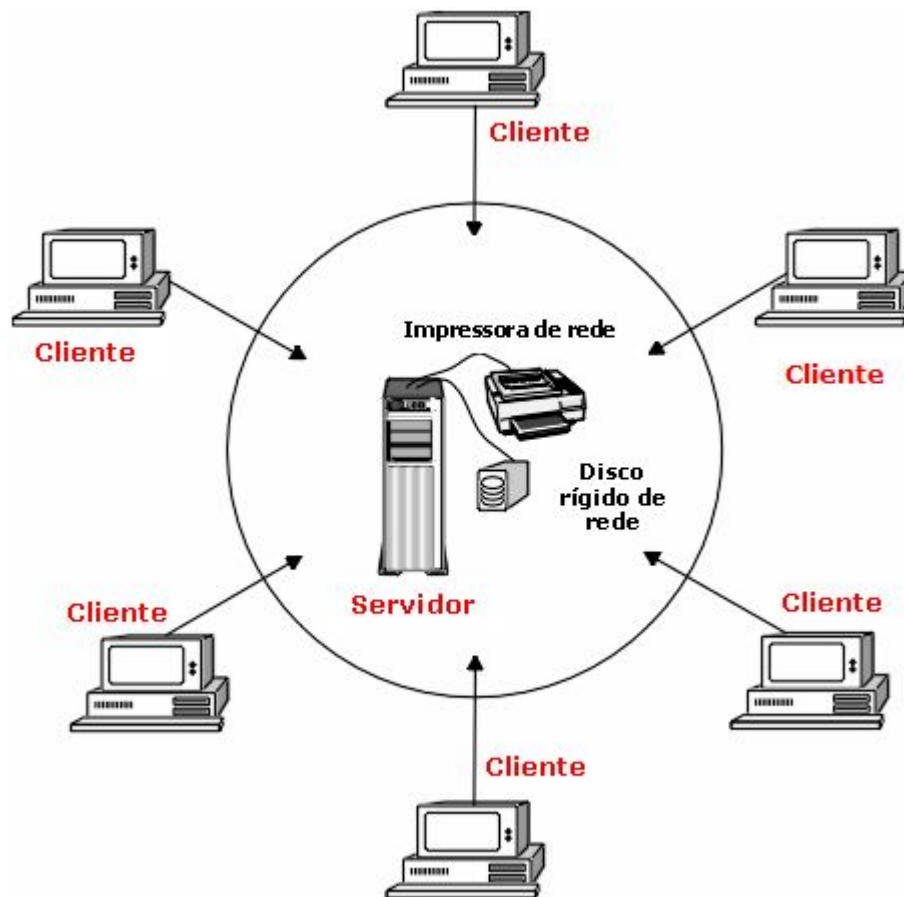 Cliente
Cliente
Cliente
Impressora de rede
Disco
rígido de
rede
Servidor
Cliente
Cliente
Cliente